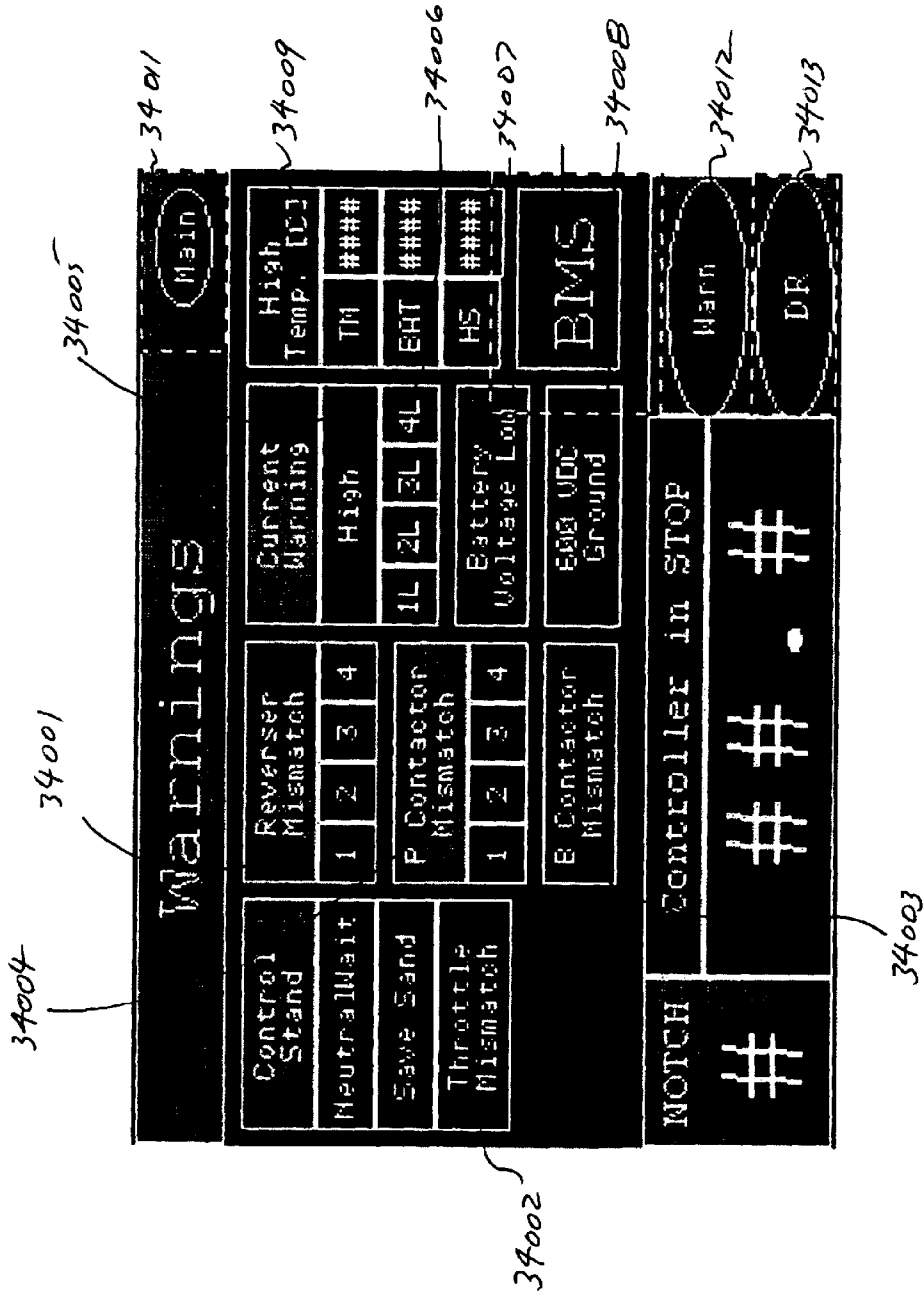 34004
34001
34005
34011
Warnings
Main
34009
Control
Stand
NeutralWait
Save Sand
Throttle
Mismatch
Reverser
Mismatch
1 2 3 4
P Contactor
Mismatch
1 2 3 4
B Contactor
Mismatch
Current
Warning
High
1L 2L 3L 4L
Battery
Voltage Low
600 VDC
Ground
High
Temp. [C]
TM ####
BAT ####
HS ####
BMS
34006
34007
34008
NOTCH
#
Controller in STOP
##.#
Warn
DR
34012
34013
34002
34003